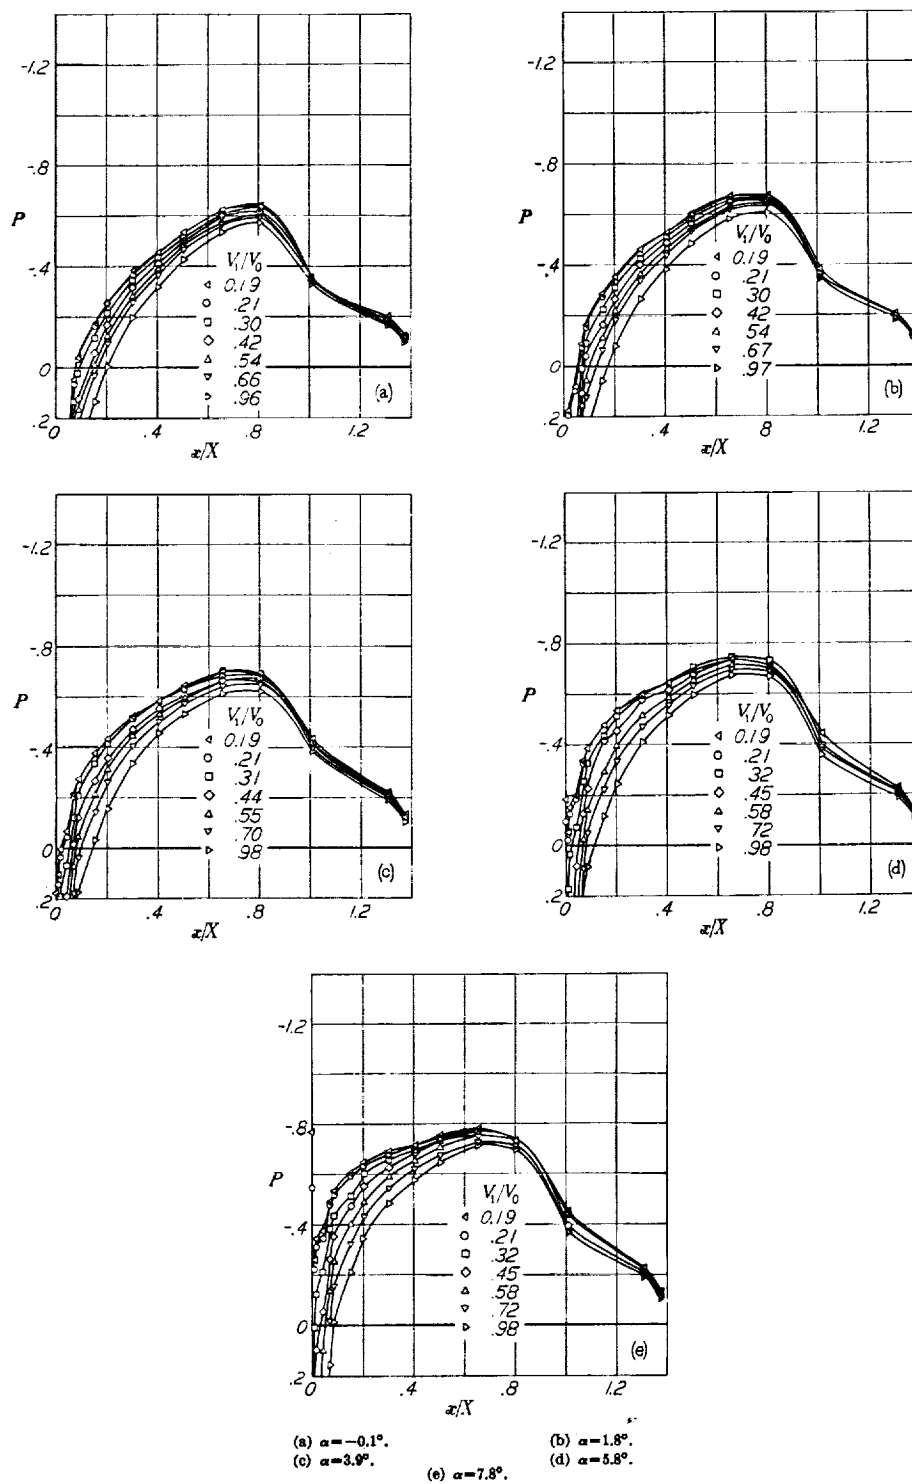 -1.2
-.8
P
-.4
0
.2
0 .4 .8 1.2
x/X
V₁/V₀
0.19
.21
.30
.42
.54
.66
.96
(a)
-1.2
-.8
P
-.4
0
.2
0 .4 .8 1.2
x/X
V₁/V₀
0.19
.21
.30
.42
.54
.67
.97
(b)
-1.2
-.8
P
-.4
0
.2
0 .4 .8 1.2
x/X
V₁/V₀
0.19
.21
.31
.44
.55
.70
.98
(c)
-1.2
-.8
P
-.4
0
.2
0 .4 .8 1.2
x/X
V₁/V₀
0.19
.21
.32
.45
.58
.72
.98
(d)
-1.2
-.8
P
-.4
0
.2
0 .4 .8 1.2
x/X
V₁/V₀
0.19
.21
.32
.45
.58
.72
.98
(e)
(a) α=−0.1°. (b) α=1.8°.
(c) α=3.9°. (d) α=5.8°.
(e) α=7.8°.